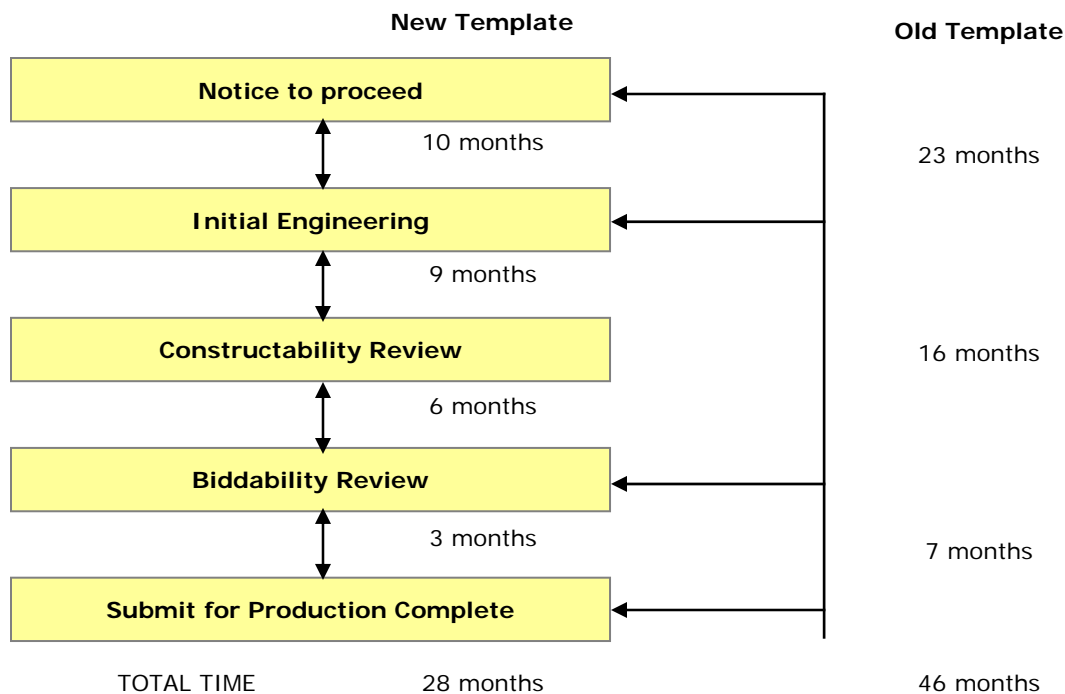 New Template
Old Template
Notice to proceed
10 months
23 months
Initial Engineering
9 months
Constructability Review
16 months
6 months
Biddability Review
3 months
7 months
Submit for Production Complete
TOTAL TIME 28 months 46 months